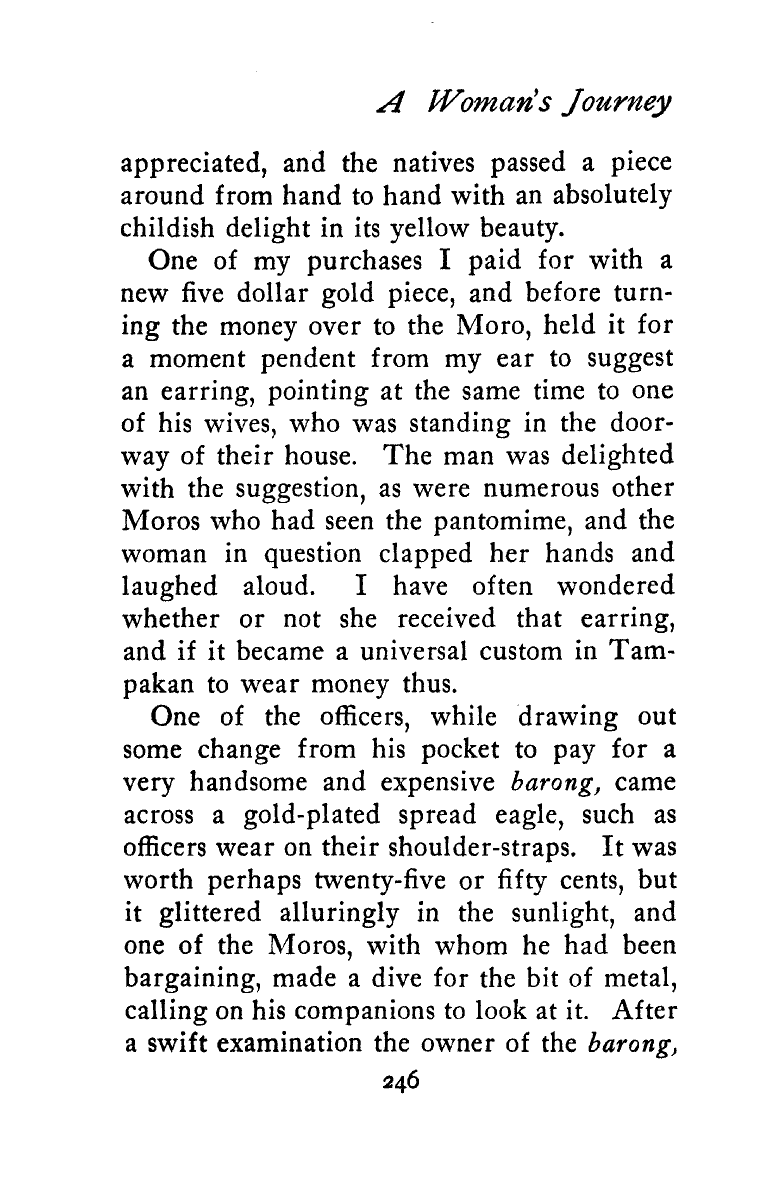 A Woman's Journey
appreciated, and the natives passed a piece
around from hand to hand with an absolutely
childish delight in its yellow beauty.
One of my purchases I paid for with a
new five dollar gold piece, and before turn-
ing the money over to the Moro, held it for
a moment pendent from my ear to suggest
an earring, pointing at the same time to one
of his wives, who was standing in the door-
way of their house. The man was delighted
with the suggestion, as were numerous other
Moros who had seen the pantomime, and the
woman in question clapped her hands and
laughed aloud. I have often wondered
whether or not she received that earring,
and if it became a universal custom in Tam-
pakan to wear money thus.
One of the officers, while drawing out
some change from his pocket to pay for a
very handsome and expensive barong, came
across a gold-plated spread eagle, such as
officers wear on their shoulder-straps. It was
worth perhaps twenty-five or fifty cents, but
it glittered alluringly in the sunlight, and
one of the Moros, with whom he had been
bargaining, made a dive for the bit of metal,
calling on his companions to look at it. After
a swift examination the owner of the barong,
246